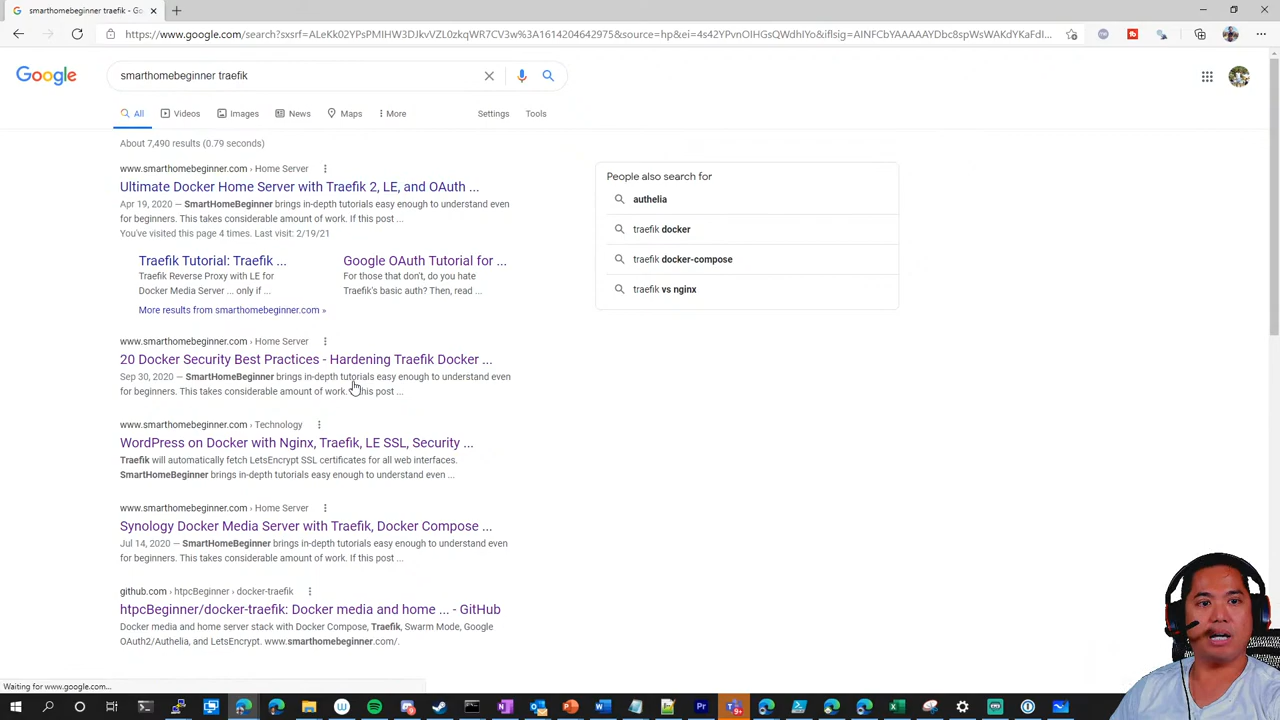 smarthomebeginner traefik - Go
https://www.google.com/search?
Google
smarthomebeginner traefik
All
Videos
Images
News
Maps
More
Settings
Tools
About 7,490 results (0.79 seconds)
www.smarthomebeginner.com › Home Server
Ultimate Docker Home Server with Traefik 2, LE, and OAuth ...
Apr 19, 2020 — SmartHomeBeginner brings in-depth tutorials easy enough to understand even
for beginners. This takes considerable amount of work. If this post ...
You've visited this page 4 times. Last visit: 2/19/21
Traefik Tutorial: Traefik ...
Traefik Reverse Proxy with LE for
Docker Media Server ... only if ...
Google OAuth Tutorial for ...
For those that don't, do you hate
Traefik's basic auth? Then, read ...
More results from smarthomebeginner.com »
www.smarthomebeginner.com › Home Server
20 Docker Security Best Practices - Hardening Traefik Docker ...
Sep 30, 2020 — SmartHomeBeginner brings in-depth tutorials easy enough to understand even
for beginners. This takes considerable amount of work. If this post ...
www.smarthomebeginner.com › Technology
WordPress on Docker with Nginx, Traefik, LE SSL, Security ...
Traefik will automatically fetch LetsEncrypt SSL certificates for all web interfaces.
SmartHomeBeginner brings in-depth tutorials easy enough to understand even ...
www.smarthomebeginner.com › Home Server
Synology Docker Media Server with Traefik, Docker Compose ...
Jul 14, 2020 — SmartHomeBeginner brings in-depth tutorials easy enough to understand even
for beginners. This takes considerable amount of work. If this post ...
github.com › htpcBeginner › docker-traefik
htpcBeginner/docker-traefik: Docker media and home ... - GitHub
Docker media and home server stack with Docker Compose, Traefik, Swarm Mode, Google
OAuth2/Authelia, and LetsEncrypt. www.smarthomebeginner.com/.
People also search for
authelia
traefik docker
traefik docker-compose
traefik vs nginx
Waiting for www.google.com...